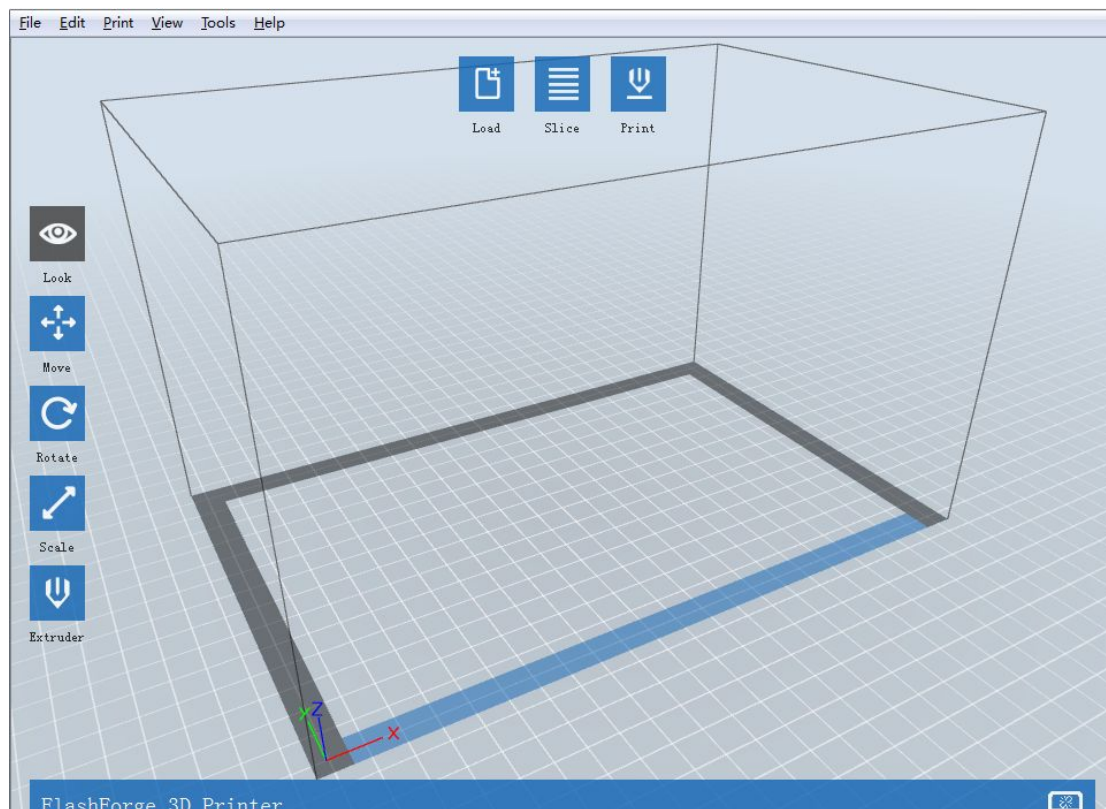 File Edit Print View Tools Help
Load Slice Print
Look
Move
Rotate
Scale
Extruder
Y Z X
FlashForge 3D Printer